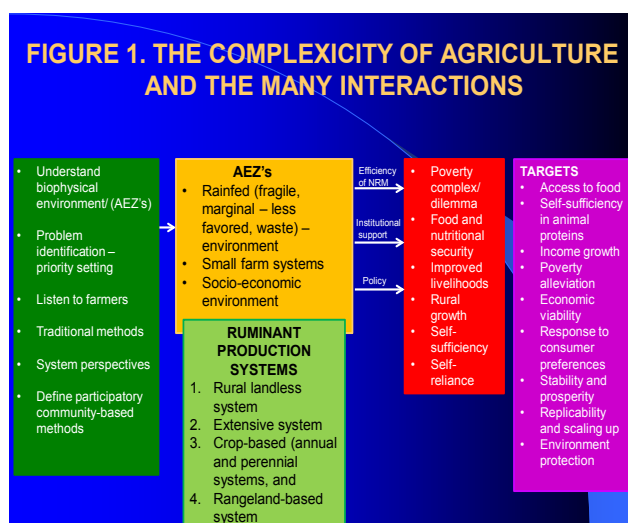 FIGURE 1. THE COMPLEXICITY OF AGRICULTURE
AND THE MANY INTERACTIONS
• Understand
biophysical
environment/ (AEZ's)
• Problem
identification –
priority setting
• Listen to farmers
• Traditional methods
• System perspectives
• Define participatory
community-based
methods
AEZ's
• Rainfed (fragile,
marginal – less
favored, waste) –
environment
• Small farm systems
• Socio-economic
environment
RUMINANT
PRODUCTION
SYSTEMS
1. Rural landless
system
2. Extensive system
3. Crop-based (annual
and perennial
systems, and
4. Rangeland-based
system
Efficiency
of NRM
Institutional
support
Policy
• Poverty
complex/
dilemma
• Food and
nutritional
security
• Improved
livelihoods
• Rural
growth
• Self-
sufficiency
• Self-
reliance
TARGETS
• Access to food
• Self-sufficiency
in animal
proteins
• Income growth
• Poverty
alleviation
• Economic
viability
• Response to
consumer
preferences
• Stability and
prosperity
• Replicability
and scaling up
• Environment
protection